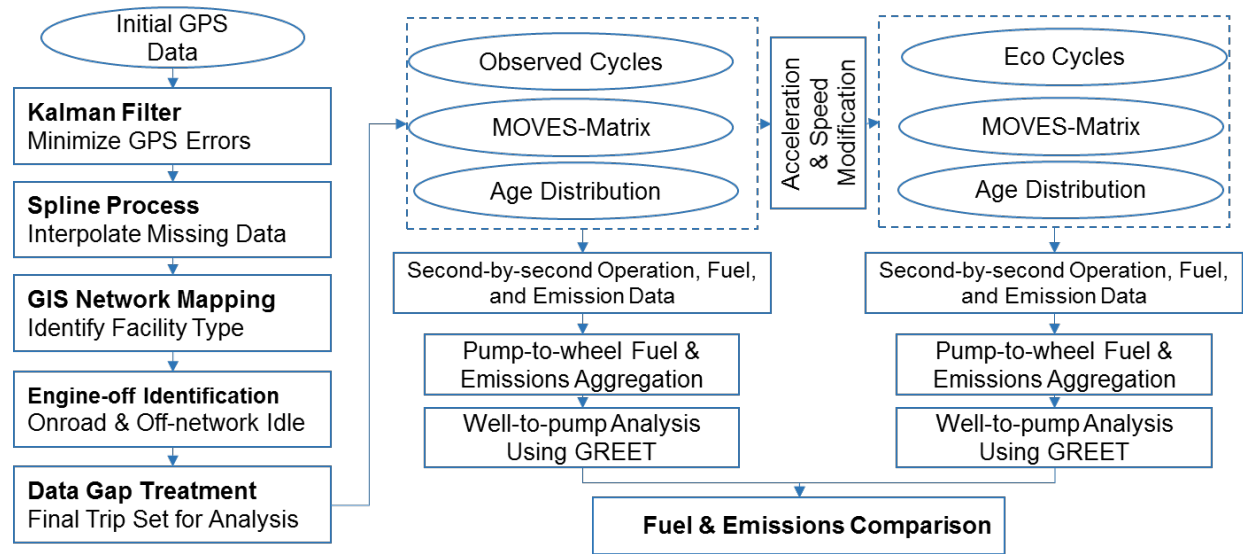 Initial GPS
Data
Kalman Filter
Minimize GPS Errors
Spline Process
Interpolate Missing Data
GIS Network Mapping
Identify Facility Type
Engine-off Identification
Onroad & Off-network Idle
Data Gap Treatment
Final Trip Set for Analysis
Observed Cycles
MOVES-Matrix
Age Distribution
Second-by-second Operation, Fuel,
and Emission Data
Pump-to-wheel Fuel &
Emissions Aggregation
Well-to-pump Analysis
Using GREET
Acceleration
& Speed
Modification
Eco Cycles
MOVES-Matrix
Age Distribution
Second-by-second Operation, Fuel,
and Emission Data
Pump-to-wheel Fuel &
Emissions Aggregation
Well-to-pump Analysis
Using GREET
Fuel & Emissions Comparison